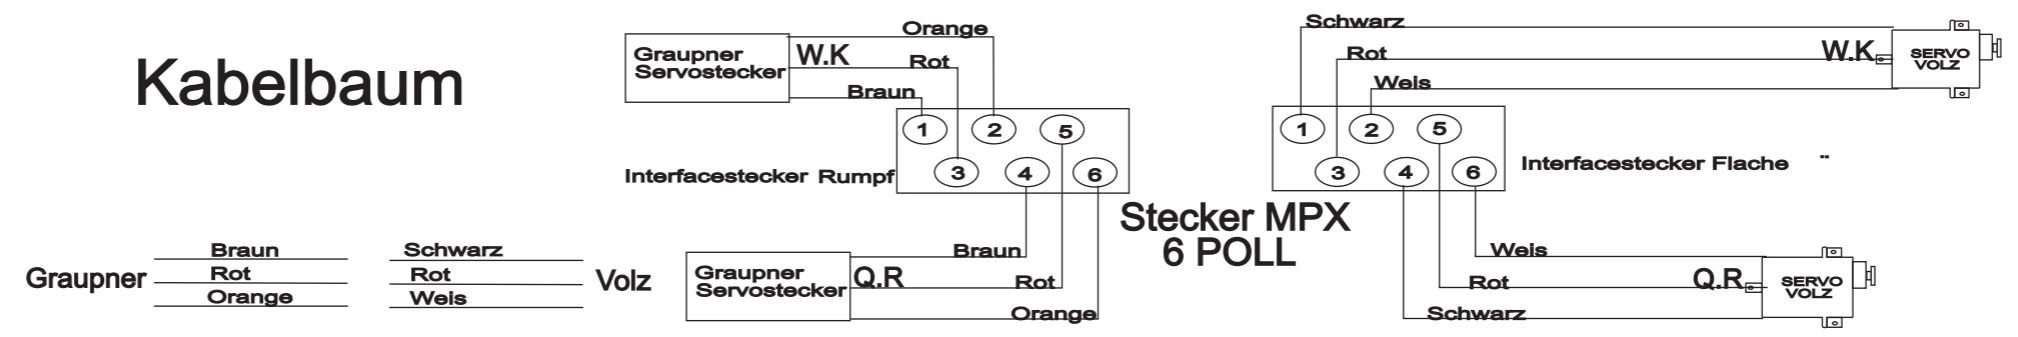 Kabelbaum
Graupner
Servostecker
W.K
Orange
Rot
Braun
1
2
5
3
4
6
Interfacestecker Rumpf
Schwarz
Rot
Weis
W.K
SERVO
VOLZ
1
2
5
3
4
6
Interfacestecker Flache ¨
Stecker MPX
6 POLL
Graupner
Braun
Rot
Orange
Schwarz
Rot
Weis
Volz
Graupner
Servostecker
Q.R
Braun
Rot
Orange
Weis
Rot
Schwarz
Q.R
SERVO
VOLZ